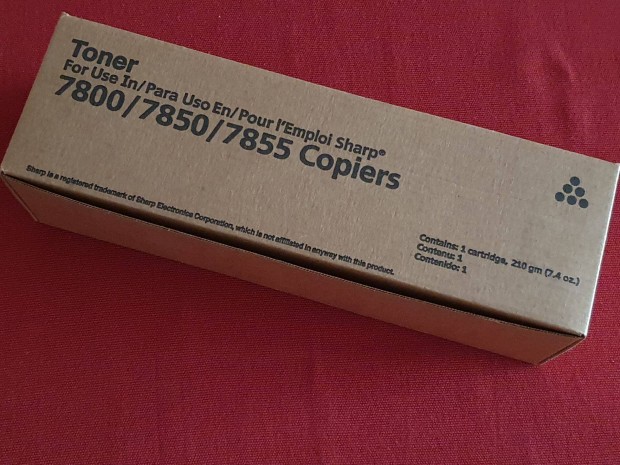 Toner
For Use In/Para Uso En/Pour l'Emploi Sharp®
7800/7850/7855 Copiers
Sharp is a registered trademark of Sharp Electronics Corporation, which is not affiliated in anyway with this product.
Contains: 1 cartridge, 210 gm (7.4 oz.)
Contenu: 1
Contenido: 1